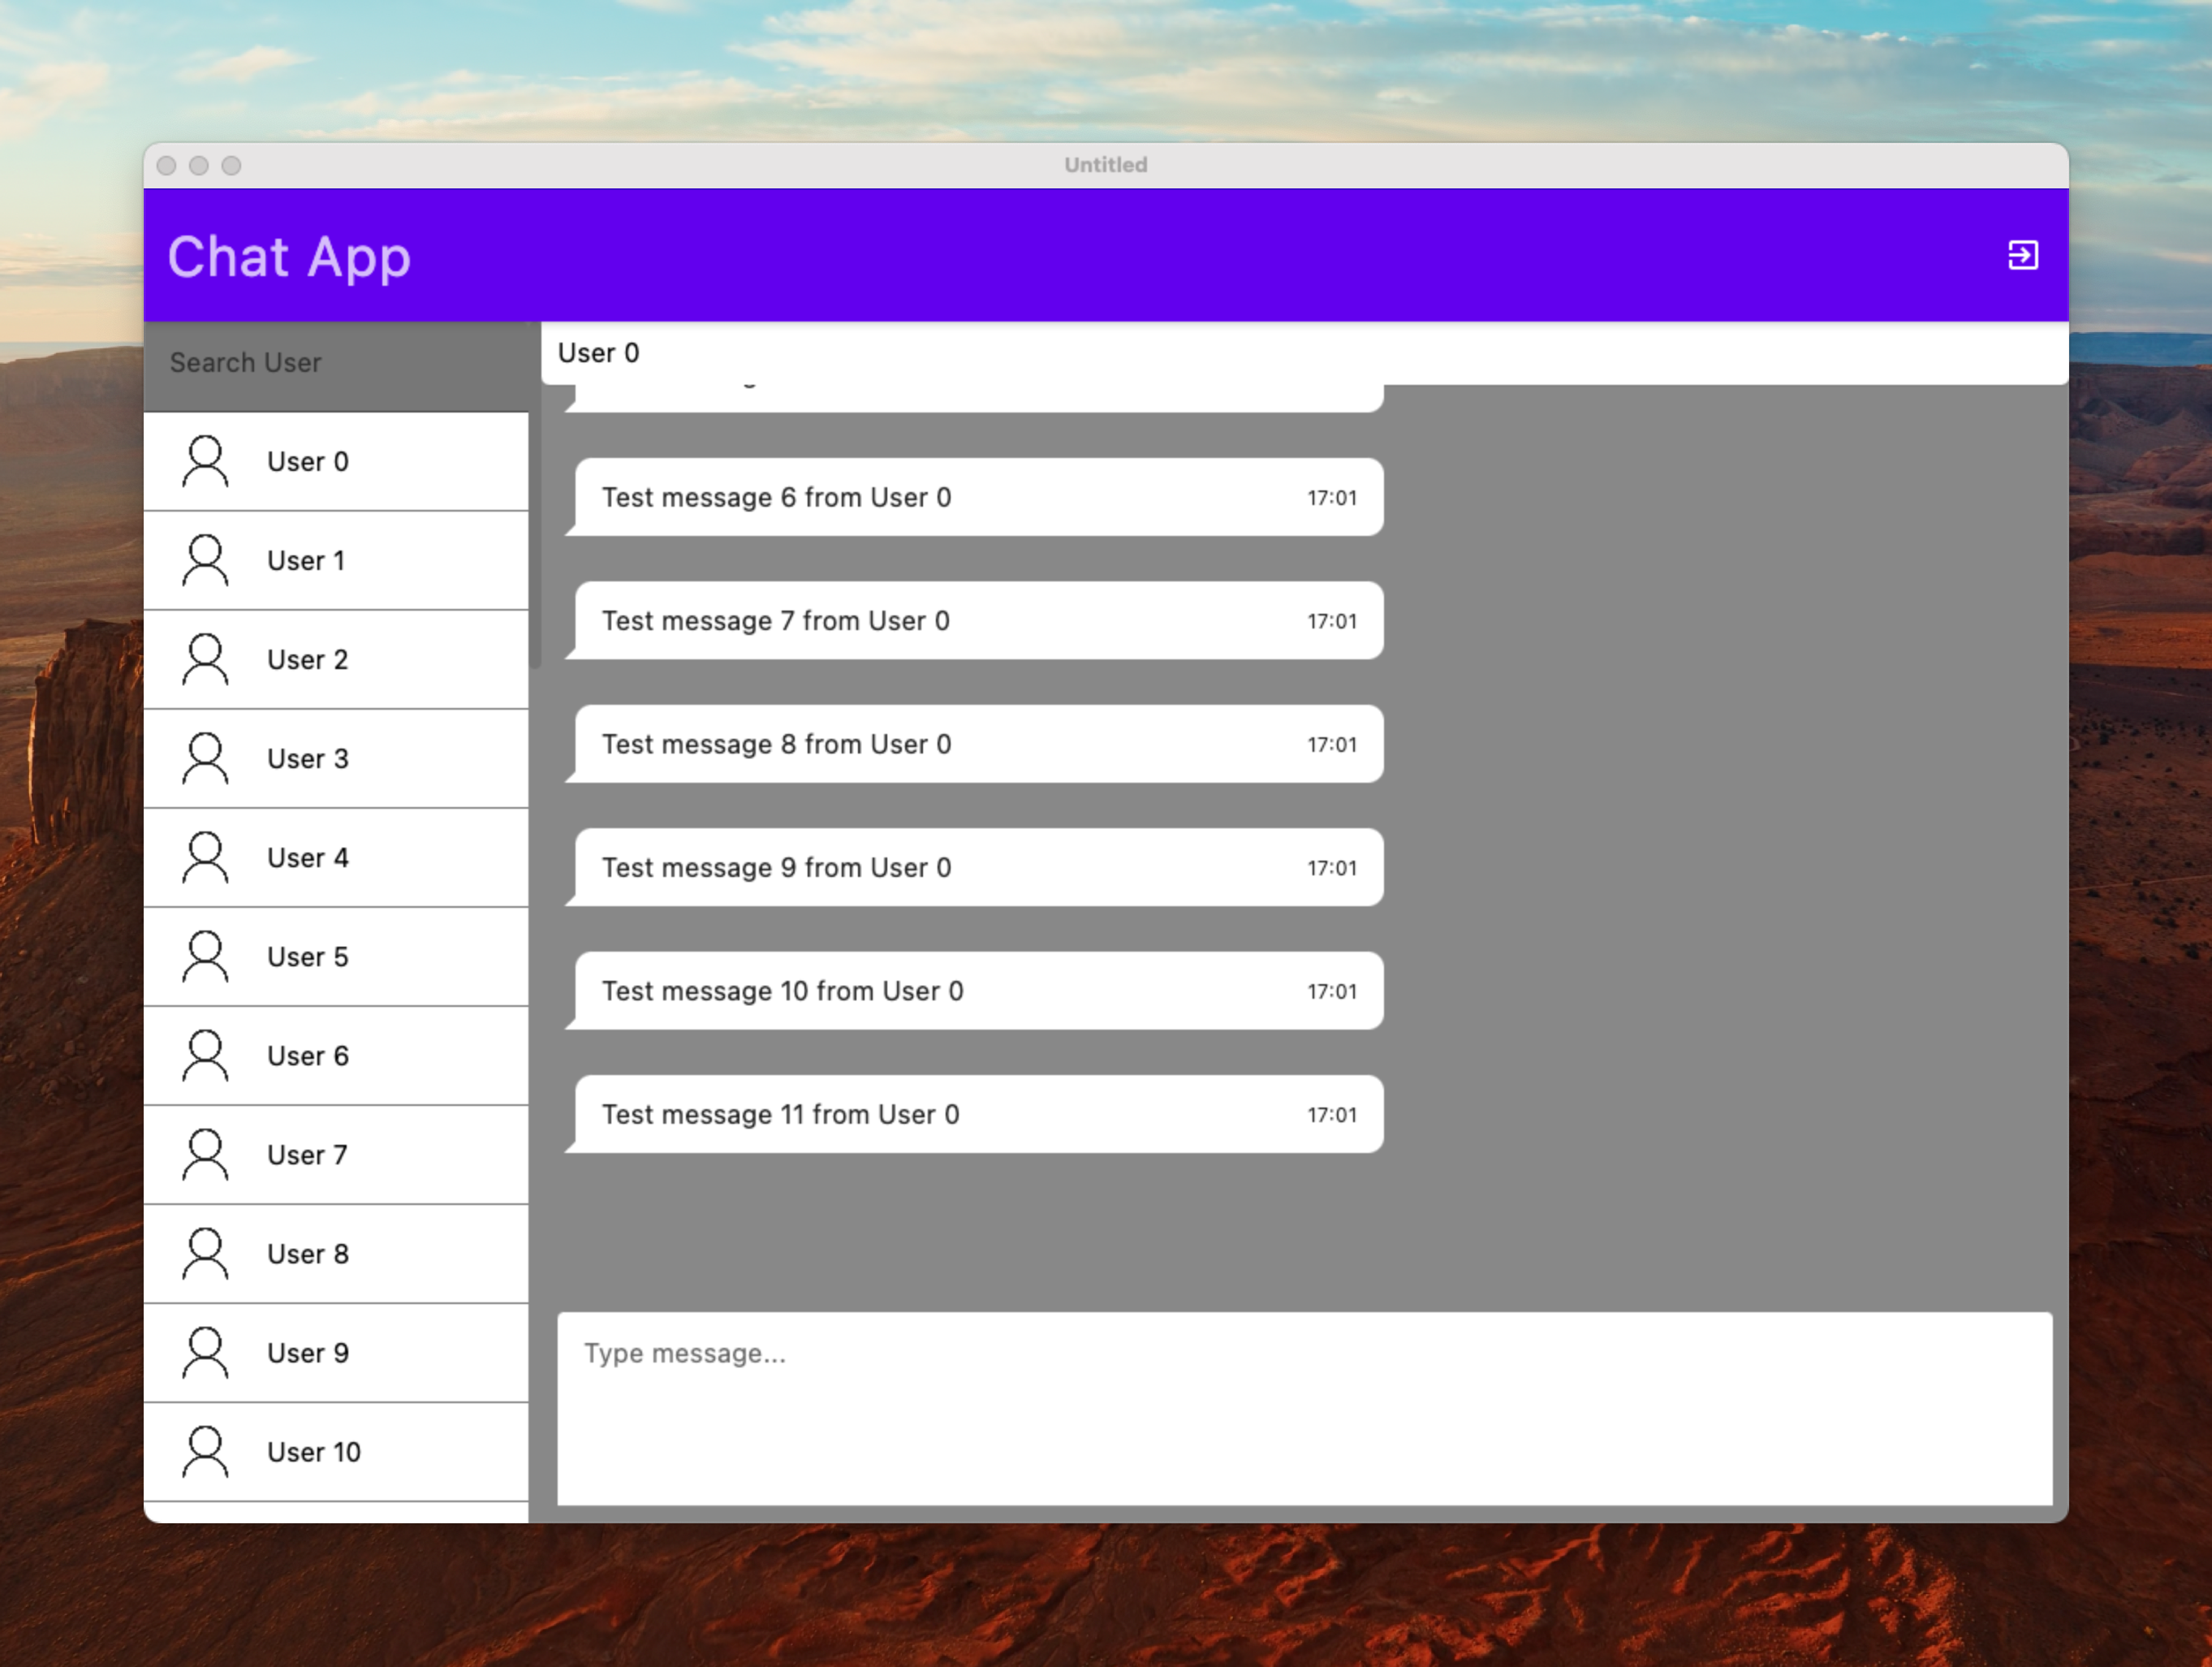 Untitled
Chat App
Search User
User 0
User 1
User 2
User 3
User 4
User 5
User 6
User 7
User 8
User 9
User 10
User 0
Test message 6 from User 0 17:01
Test message 7 from User 0 17:01
Test message 8 from User 0 17:01
Test message 9 from User 0 17:01
Test message 10 from User 0 17:01
Test message 11 from User 0 17:01
Type message...